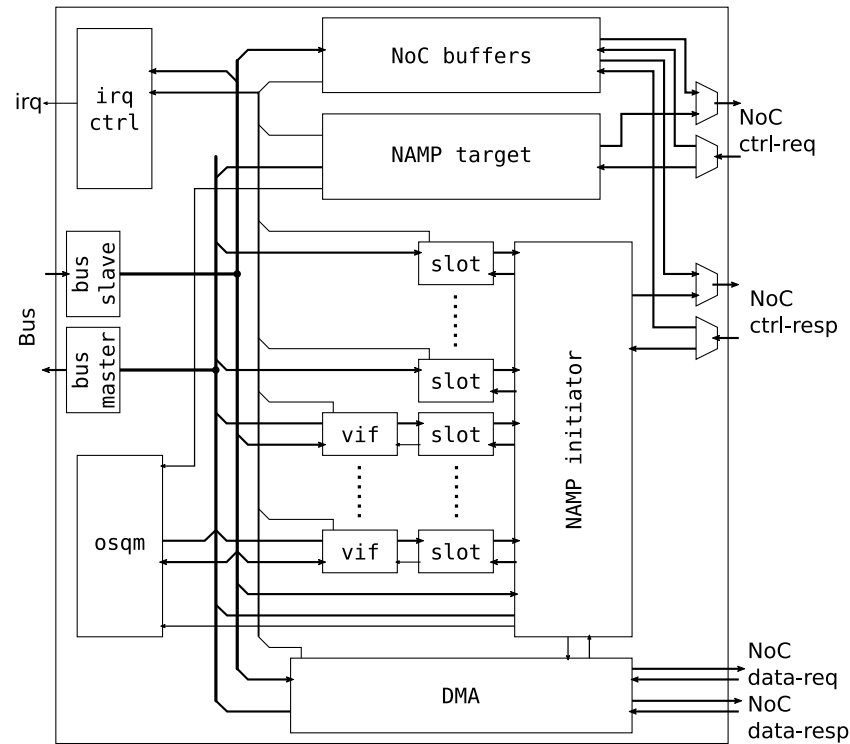 NoC buffers
irq
ctrl
irq
NoC
ctrl-req
NAMP target
bus
slave
slot
NoC
ctrl-resp
Bus
bus
master
slot
NAMP initiator
vif
slot
osqm
vif
slot
NoC
data-req
DMA
NoC
data-resp